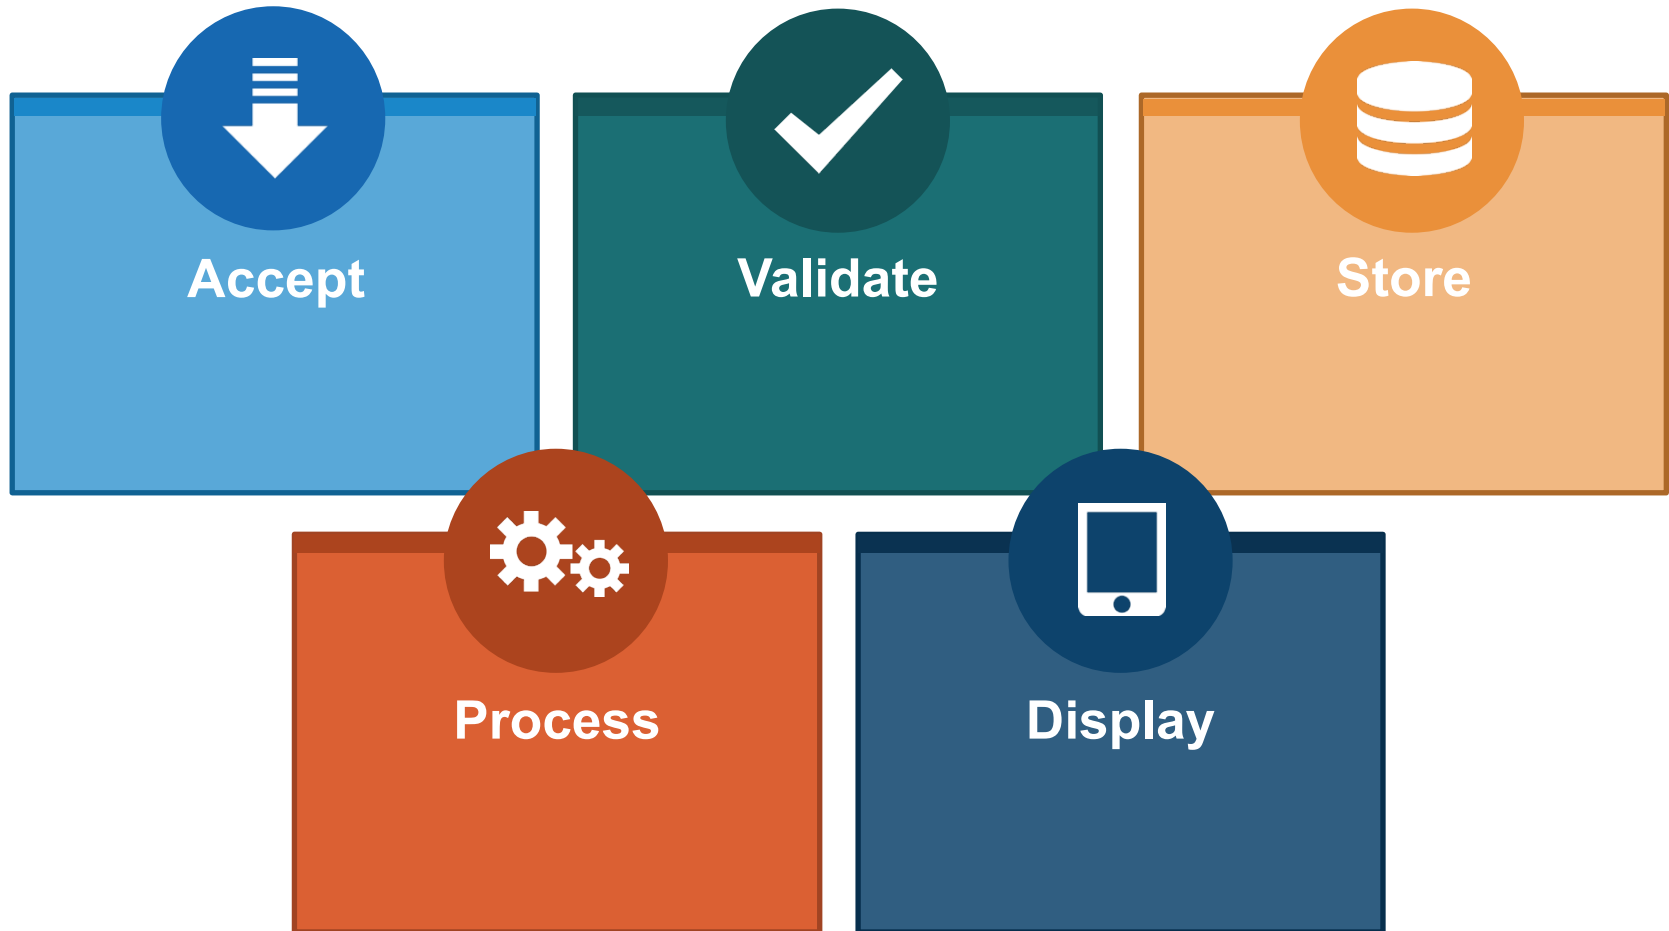 Accept
Validate
Store
Process
Display